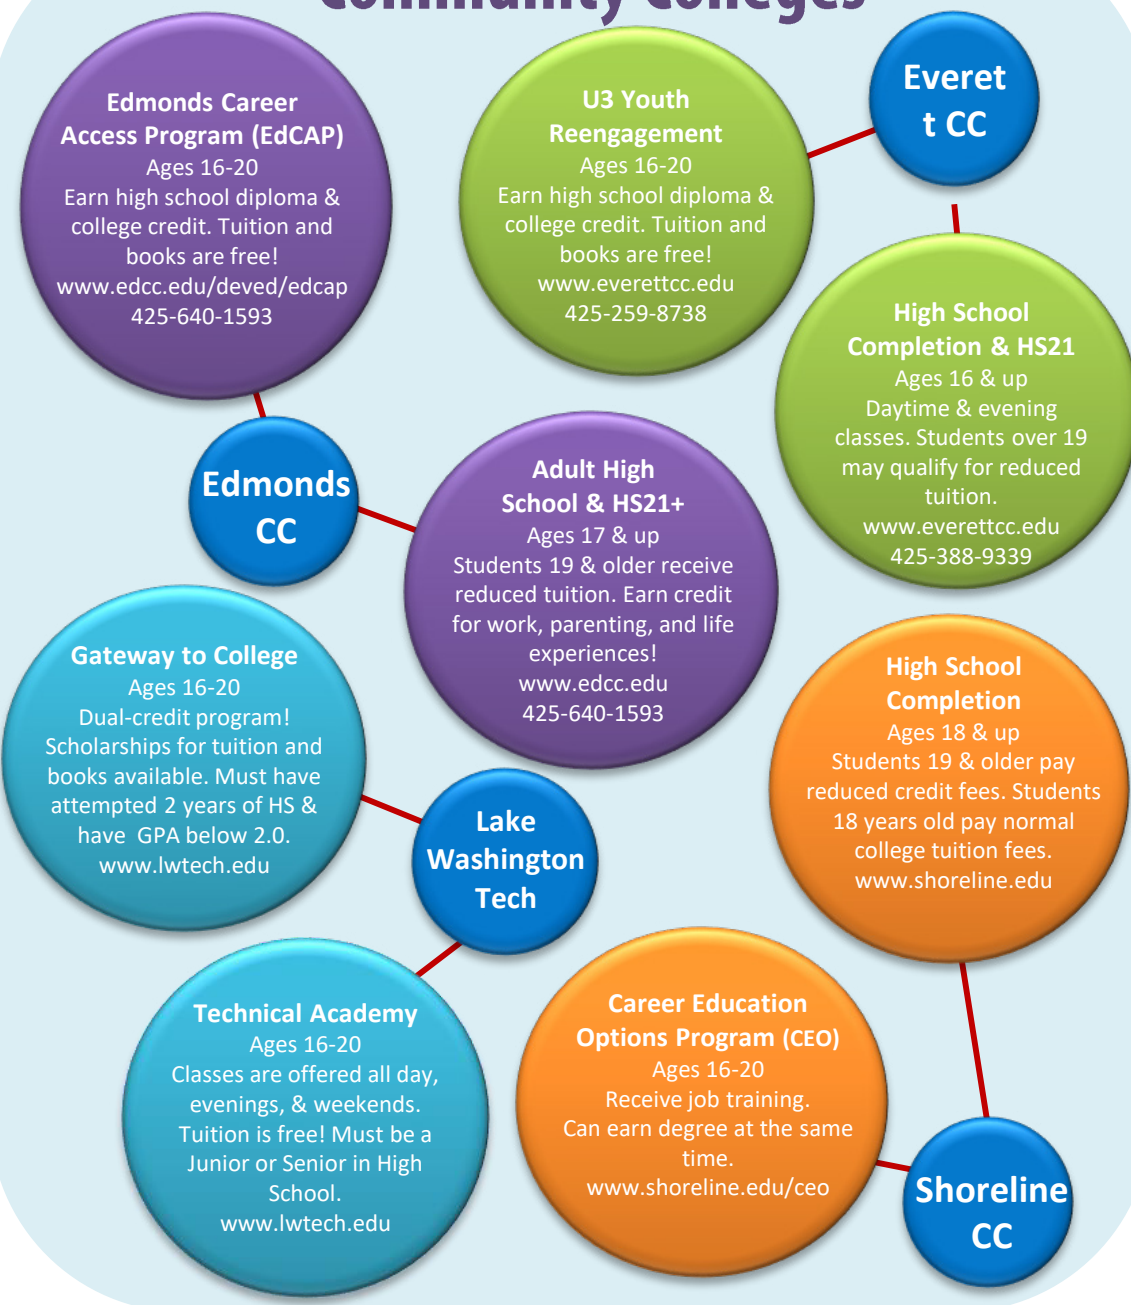 Community Colleges
Edmonds Career
Access Program (EdCAP)
Ages 16-20
Earn high school diploma &
college credit. Tuition and
books are free!
www.edcc.edu/deved/edcap
425-640-1593
U3 Youth
Reengagement
Ages 16-20
Earn high school diploma &
college credit. Tuition and
books are free!
www.everettcc.edu
425-259-8738
Everet
t CC
High School
Completion & HS21
Ages 16 & up
Daytime & evening
classes. Students over 19
may qualify for reduced
tuition.
www.everettcc.edu
425-388-9339
Edmonds
CC
Adult High
School & HS21+
Ages 17 & up
Students 19 & older receive
reduced tuition. Earn credit
for work, parenting, and life
experiences!
www.edcc.edu
425-640-1593
Gateway to College
Ages 16-20
Dual-credit program!
Scholarships for tuition and
books available. Must have
attempted 2 years of HS &
have GPA below 2.0.
www.lwtech.edu
High School
Completion
Ages 18 & up
Students 19 & older pay
reduced credit fees. Students
18 years old pay normal
college tuition fees.
www.shoreline.edu
Lake
Washington
Tech
Technical Academy
Ages 16-20
Classes are offered all day,
evenings, & weekends.
Tuition is free! Must be a
Junior or Senior in High
School.
www.lwtech.edu
Career Education
Options Program (CEO)
Ages 16-20
Receive job training.
Can earn degree at the same
time.
www.shoreline.edu/ceo
Shoreline
CC